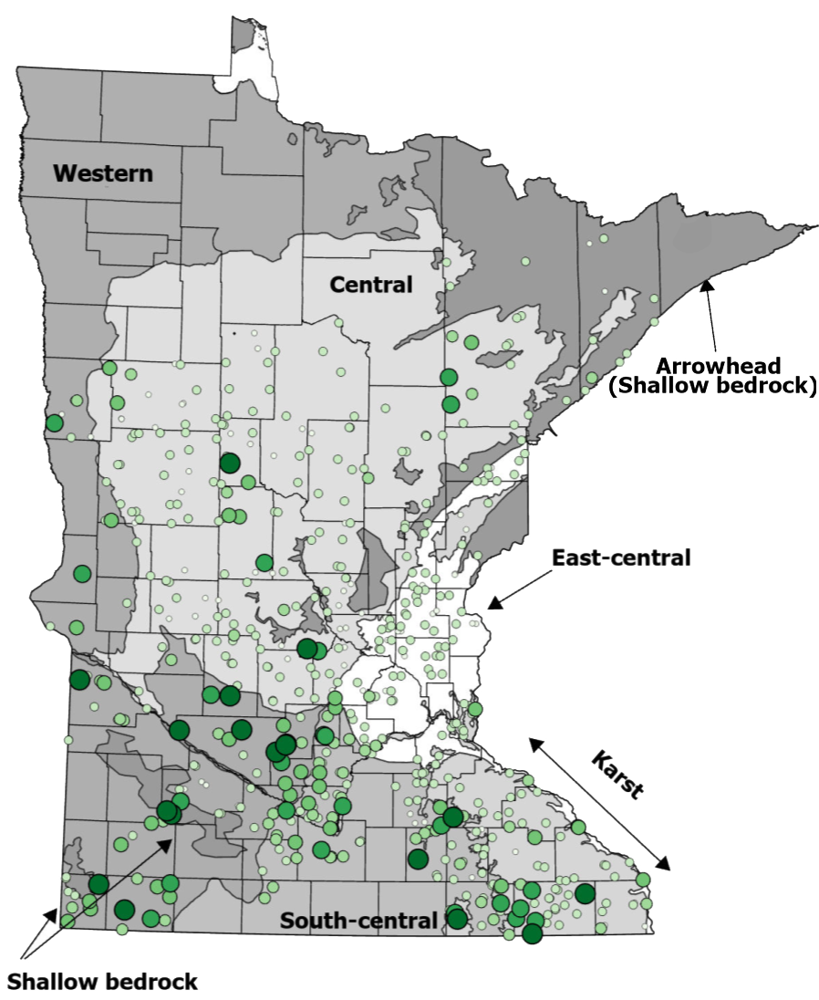 Western
Central
Arrowhead
(Shallow bedrock)
East-central
Karst
South-central
Shallow bedrock